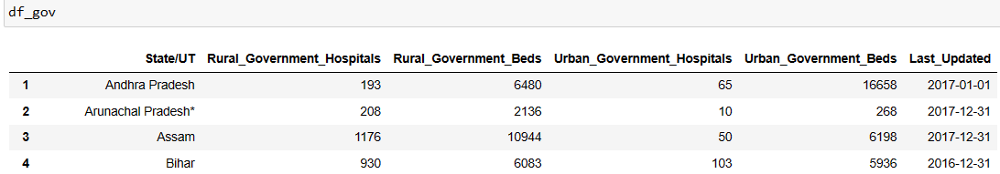 df_gov
State/UT Rural_Government_Hospitals Rural_Government_Beds Urban_Government_Hospitals Urban_Government_Beds Last_Updated
1 Andhra Pradesh 193 6480 65 16658 2017-01-01
2 Arunachal Pradesh* 208 2136 10 268 2017-12-31
3 Assam 1176 10944 50 6198 2017-12-31
4 Bihar 930 6083 103 5936 2016-12-31